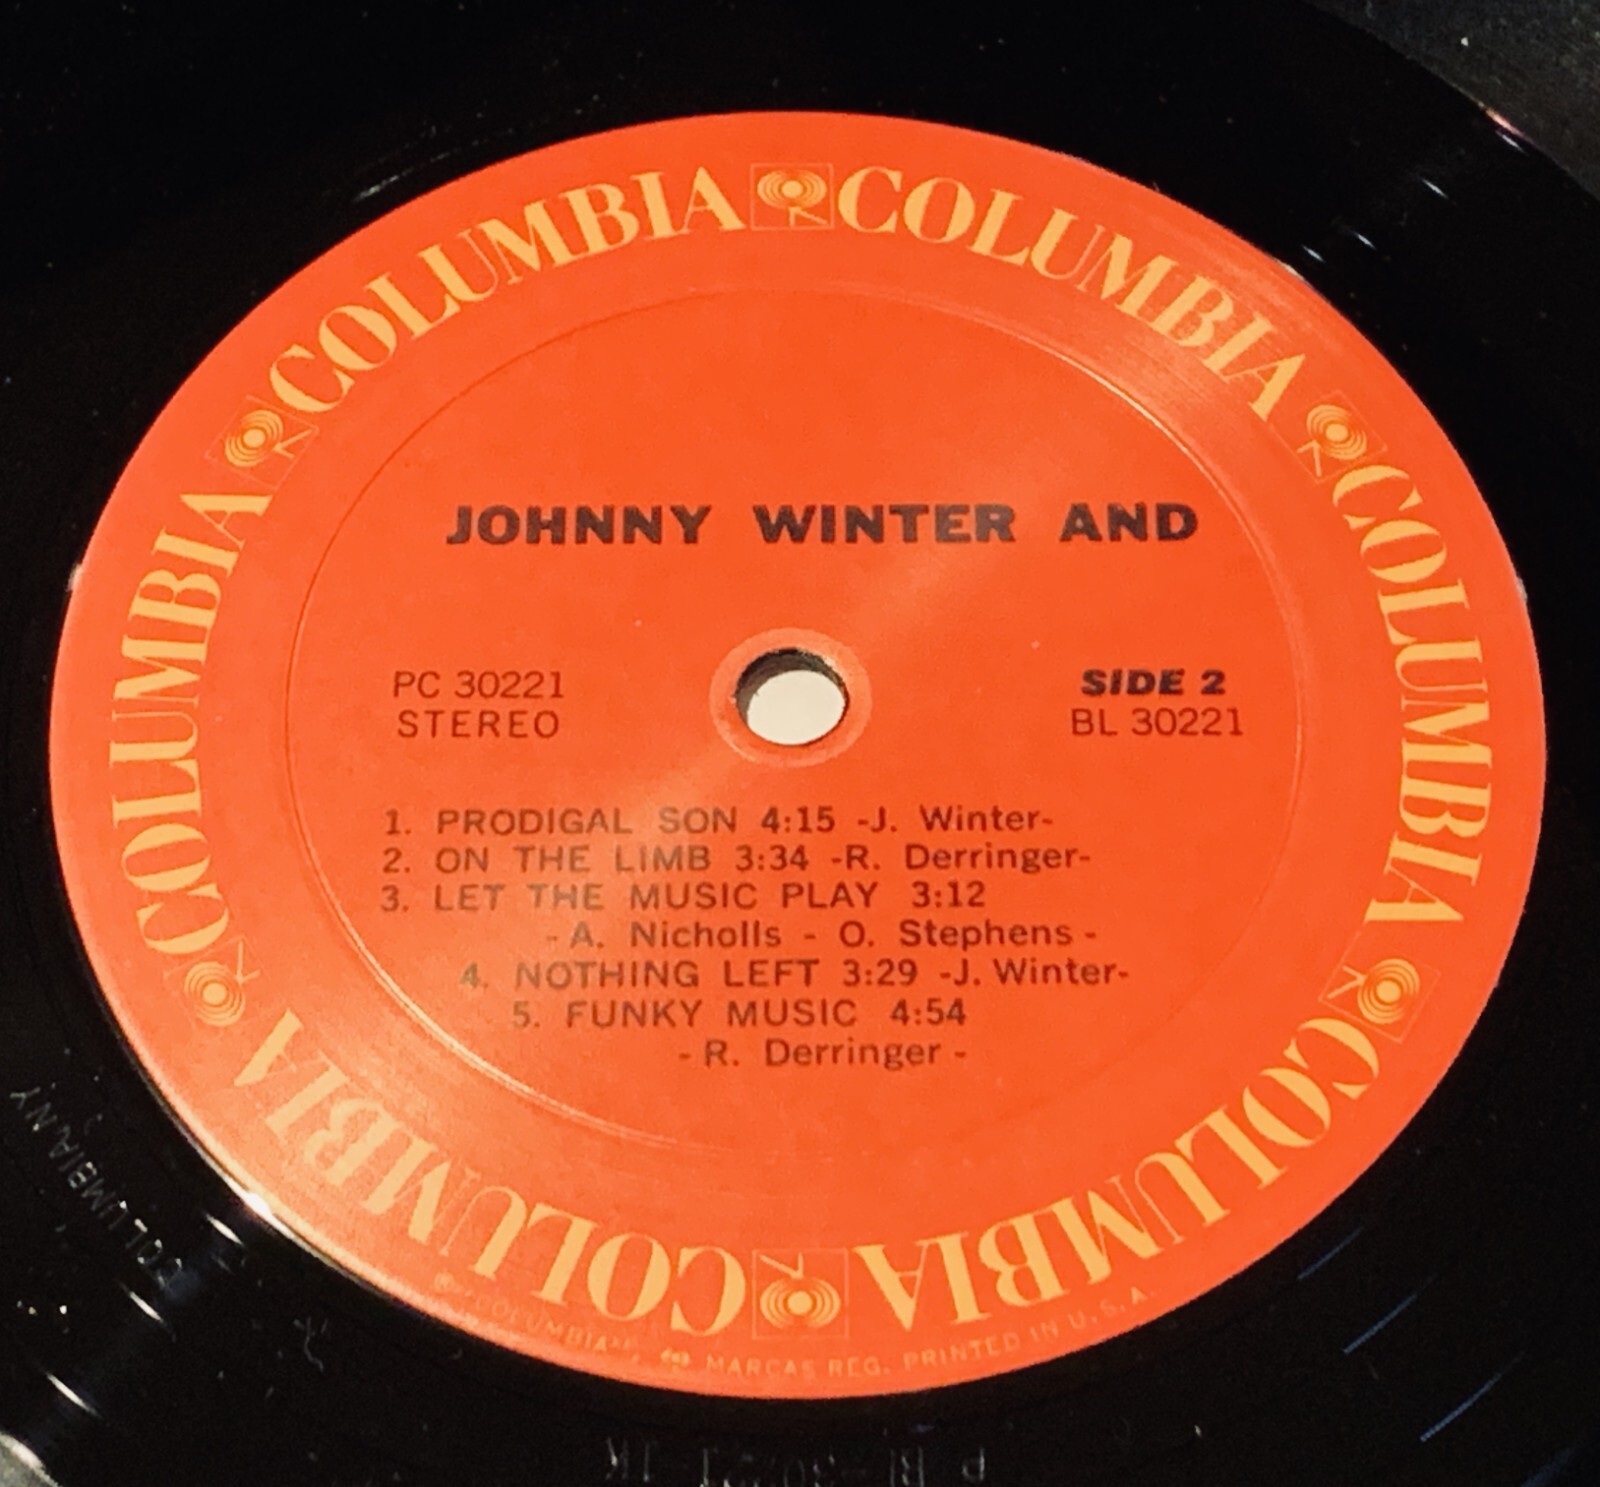 COLUMBIA COLUMBIA COLUMBIA COLUMBIA COLUMBIA COLUMBIA
JOHNNY WINTER AND
PC 30221
STEREO
SIDE 2
BL 30221
1. PRODIGAL SON 4:15 -J. Winter-
2. ON THE LIMB 3:34 -R. Derringer-
3. LET THE MUSIC PLAY 3:12
- A. Nicholls - O. Stephens -
4. NOTHING LEFT 3:29 -J. Winter-
5. FUNKY MUSIC 4:54
- R. Derringer -
COLUMBIA, MARCAS REG. PRINTED IN U.S.A.
COLUMBIA NY